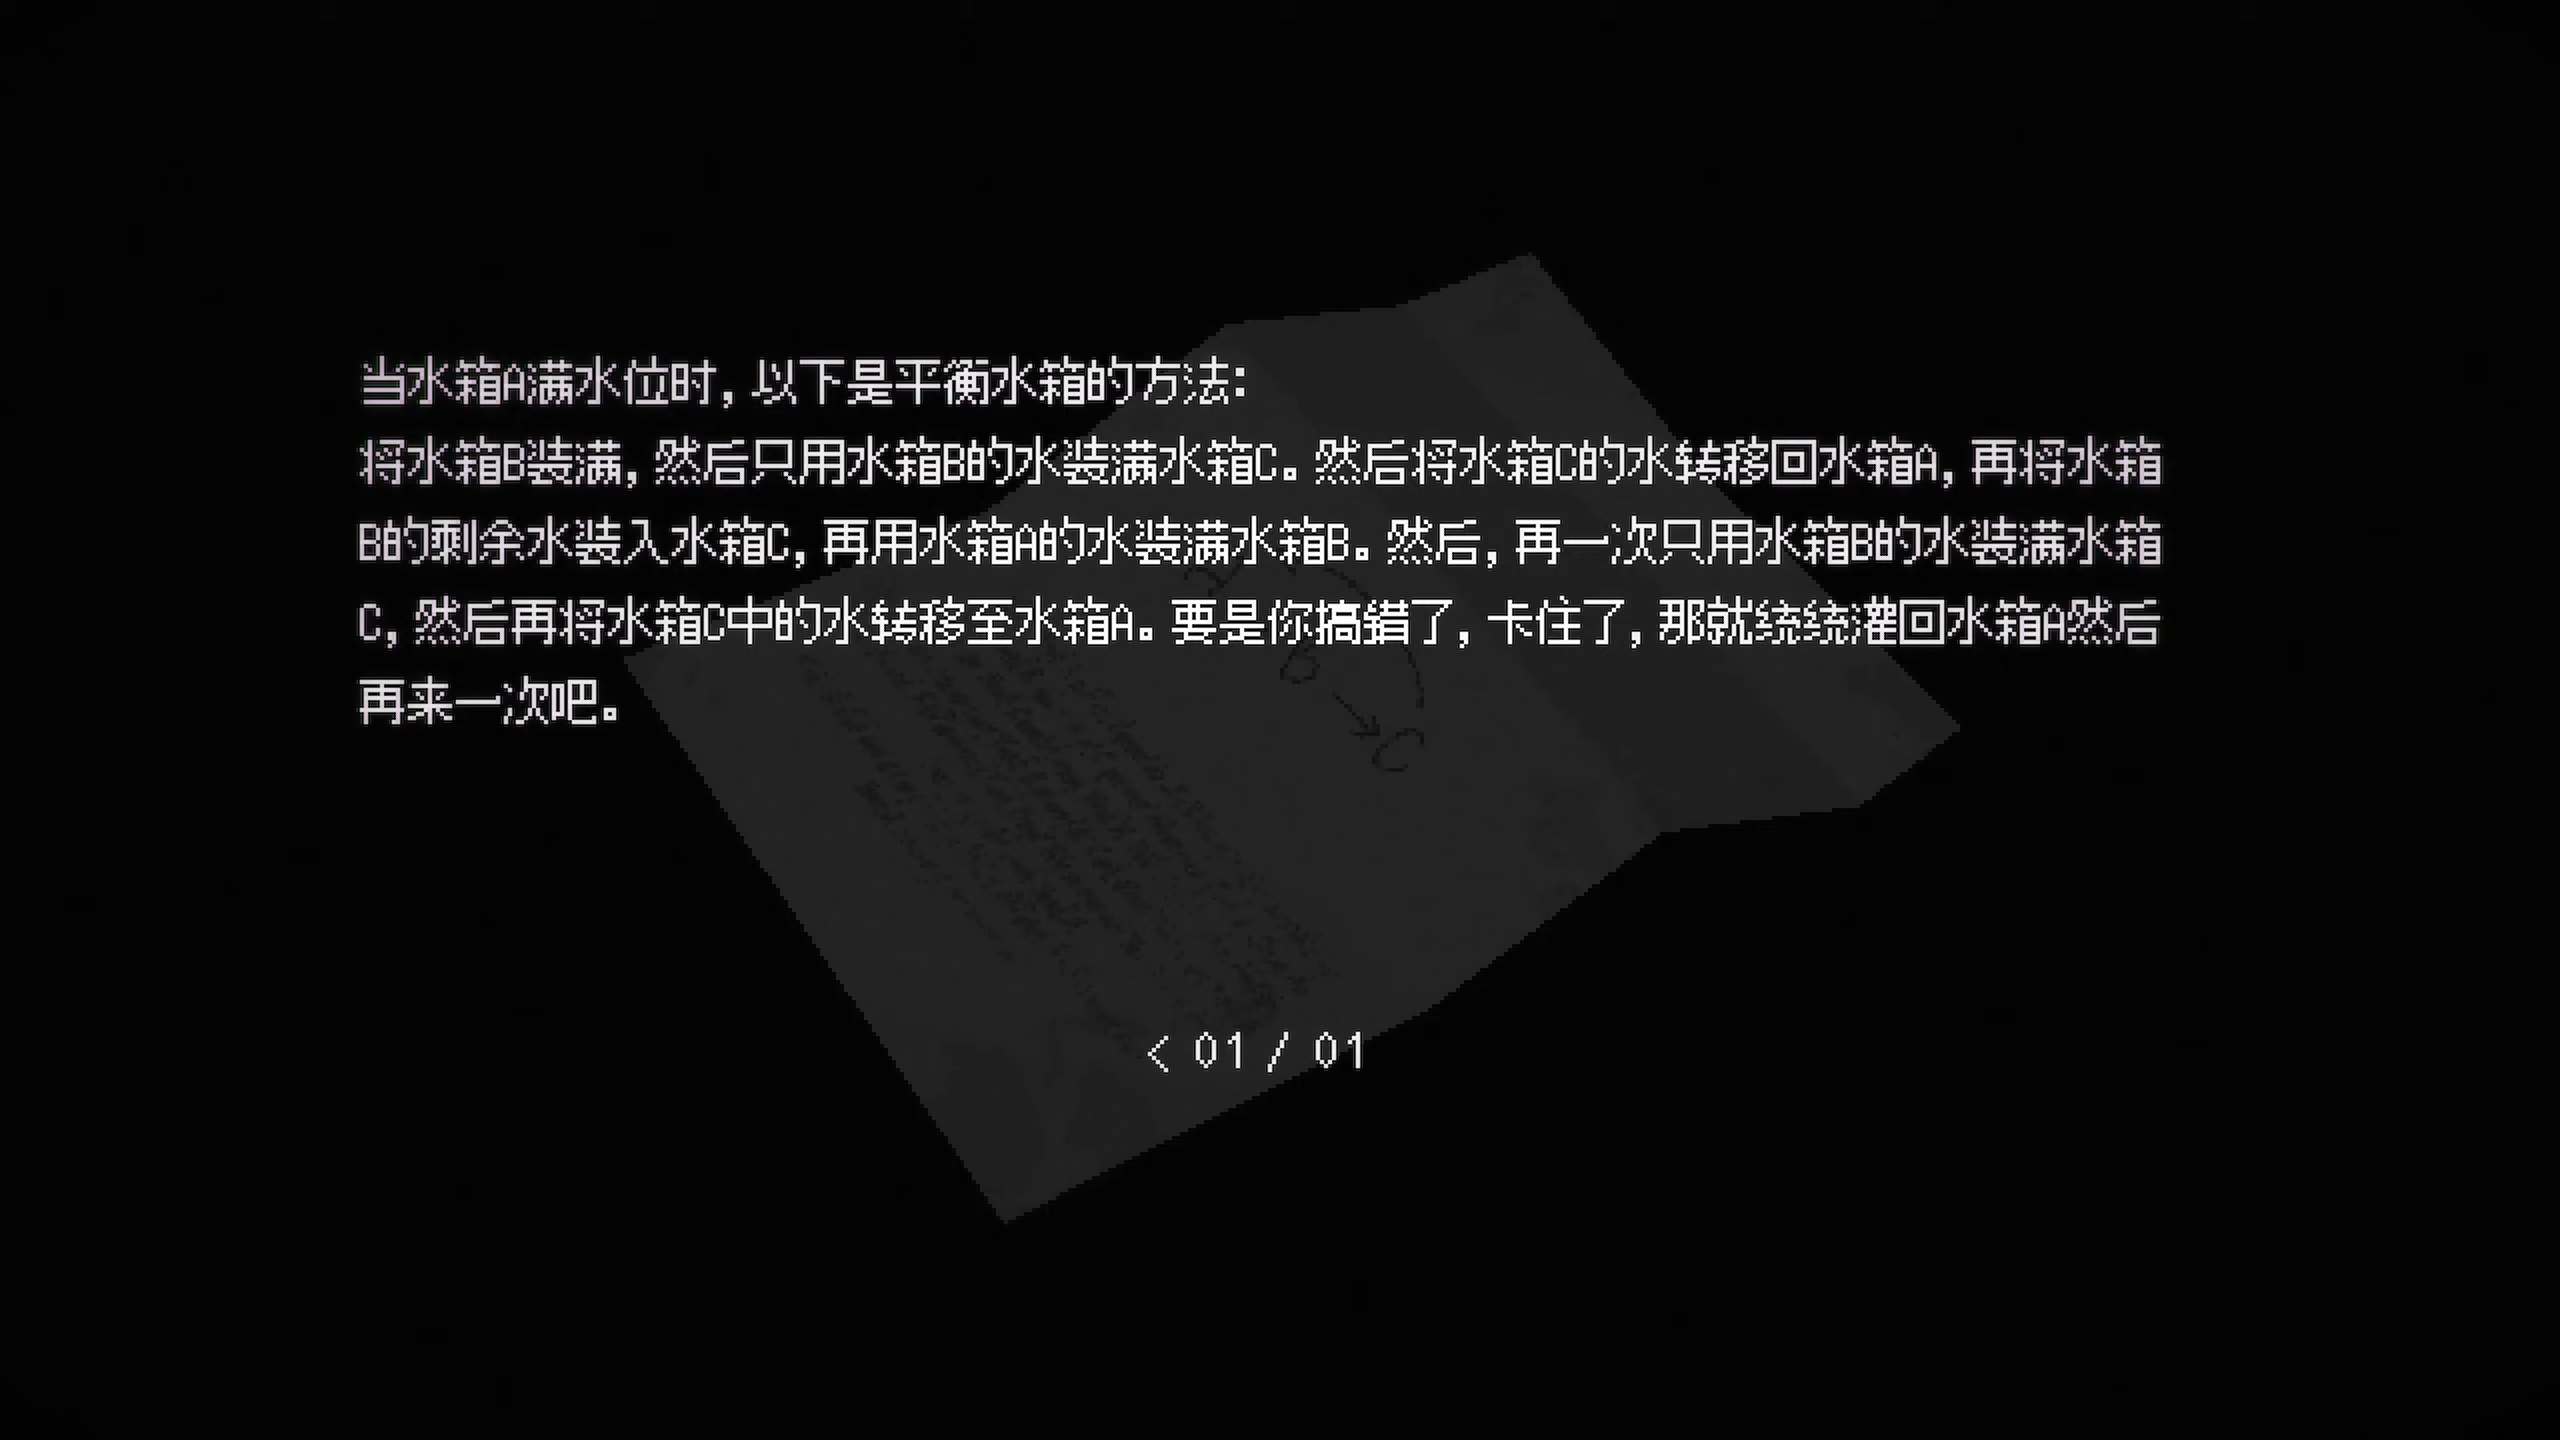 当水箱A满水位时，以下是平衡水箱的方法：
将水箱B装满，然后只用水箱B的水装满水箱C。然后将水箱C的水转移回水箱A，再将水箱
B的剩余水装入水箱C，再用水箱A的水装满水箱B。然后，再一次只用水箱B的水装满水箱
C，然后再将水箱C中的水转移至水箱A。要是你搞错了，卡住了，那就统统灌回水箱A然后
再来一次吧。
B
C
< 01 / 01